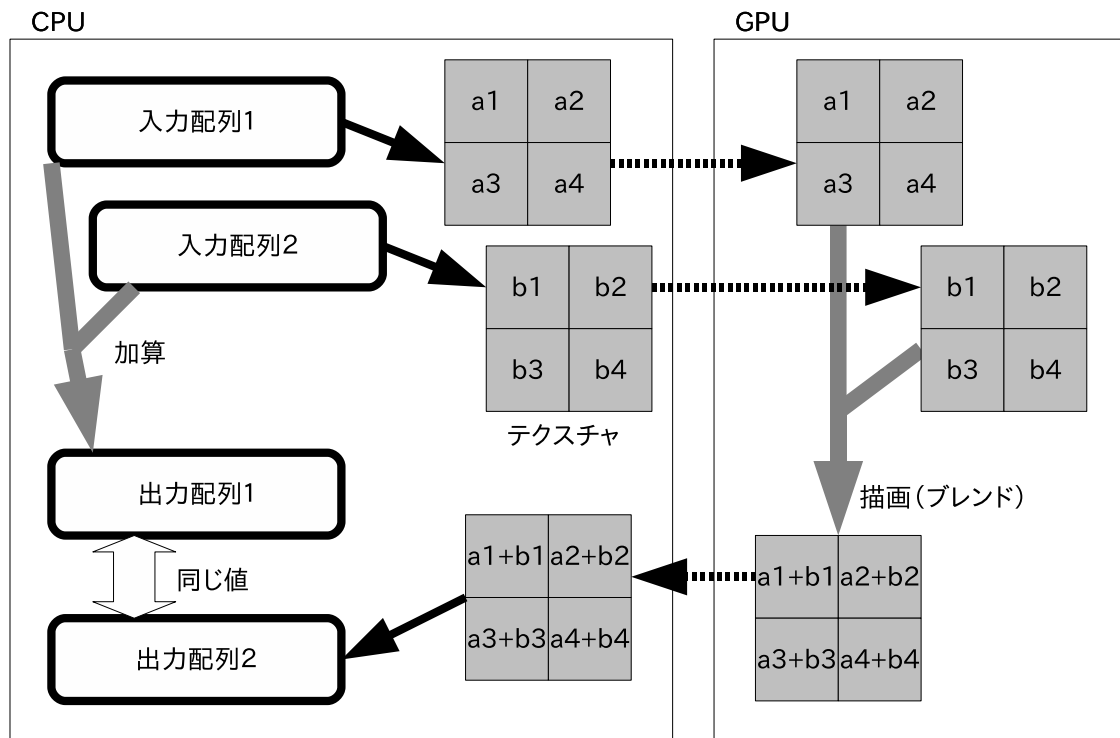 CPU
GPU
入力配列1
a1 a2
a3 a4
a1 a2
a3 a4
入力配列2
b1 b2
b3 b4
b1 b2
b3 b4
加算
テクスチャ
出力配列1
描画(ブレンド)
a1+b1 a2+b2
a3+b3 a4+b4
a1+b1 a2+b2
a3+b3 a4+b4
同じ値
出力配列2